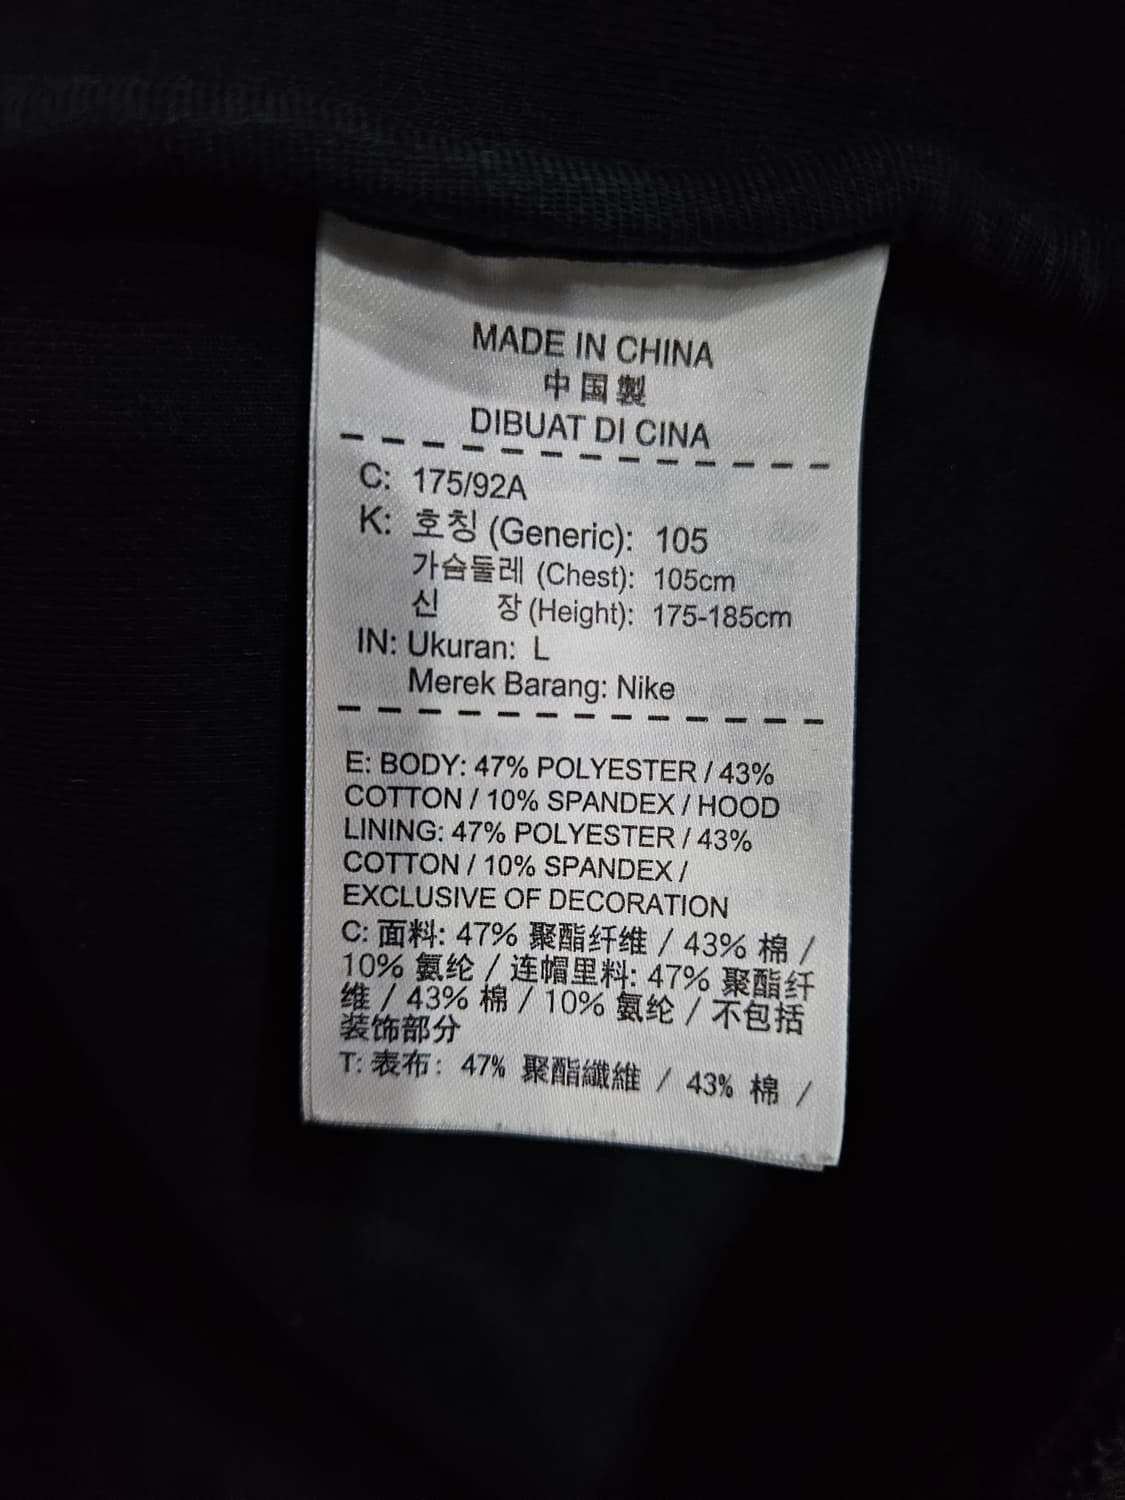 MADE IN CHINA
中国製
DIBUAT DI CINA
C: 175/92A
K: 호칭 (Generic): 105
가슴둘레 (Chest): 105cm
신 장 (Height): 175-185cm
IN: Ukuran: L
Merek Barang: Nike
E: BODY: 47% POLYESTER / 43%
COTTON / 10% SPANDEX / HOOD
LINING: 47% POLYESTER / 43%
COTTON / 10% SPANDEX /
EXCLUSIVE OF DECORATION
C: 面料: 47% 聚酯纤维 / 43% 棉 /
10% 氨纶 / 连帽里料: 47% 聚酯纤
维 / 43% 棉 / 10% 氨纶 / 不包括
装饰部分
T: 表布: 47% 聚酯纖維 / 43% 棉 /